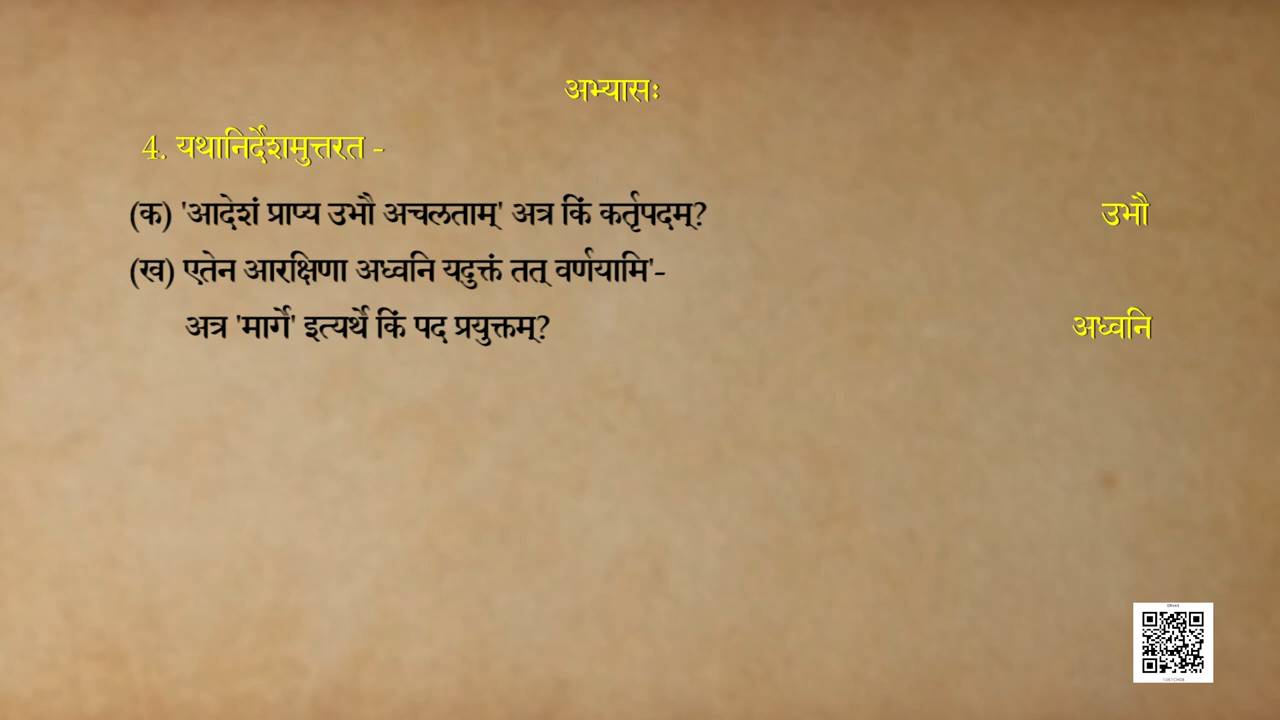 अभ्यासः
4. यथानिर्देशमुत्तरत -
(क) 'आदेशं प्राप्य उभौ अचलताम्' अत्र किं कर्तृपदम्? उभौ
(ख) एतेन आरक्षिणा अध्वनि यदुक्तं तत् वर्णयामि'-
अत्र 'मार्गे' इत्यर्थे किं पद प्रयुक्तम्? अध्वनि